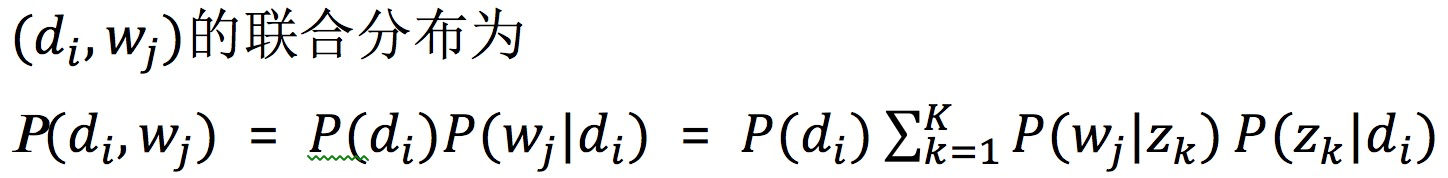 (d_i, w_j)的联合分布为
P(d_i, w_j) = P(d_i)P(w_j|d_i) = P(d_i) ∑_{k=1}^{K} P(w_j|z_k) P(z_k|d_i)